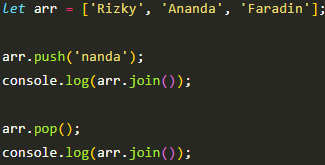 let arr = ['Rizky', 'Ananda', 'Faradin'];
arr.push('nanda');
console.log(arr.join());
arr.pop();
console.log(arr.join());